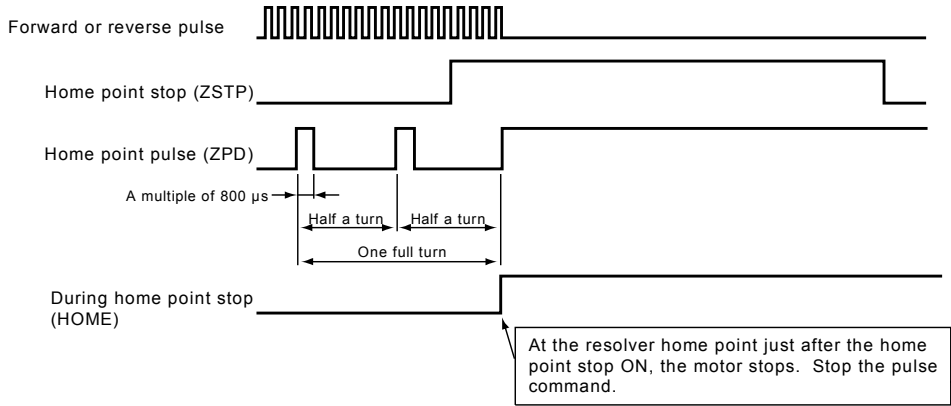 Forward or reverse pulse
Home point stop (ZSTP)
Home point pulse (ZPD)
A multiple of 800 µs
Half a turn
Half a turn
One full turn
During home point stop
(HOME)
At the resolver home point just after the home
point stop ON, the motor stops. Stop the pulse
command.